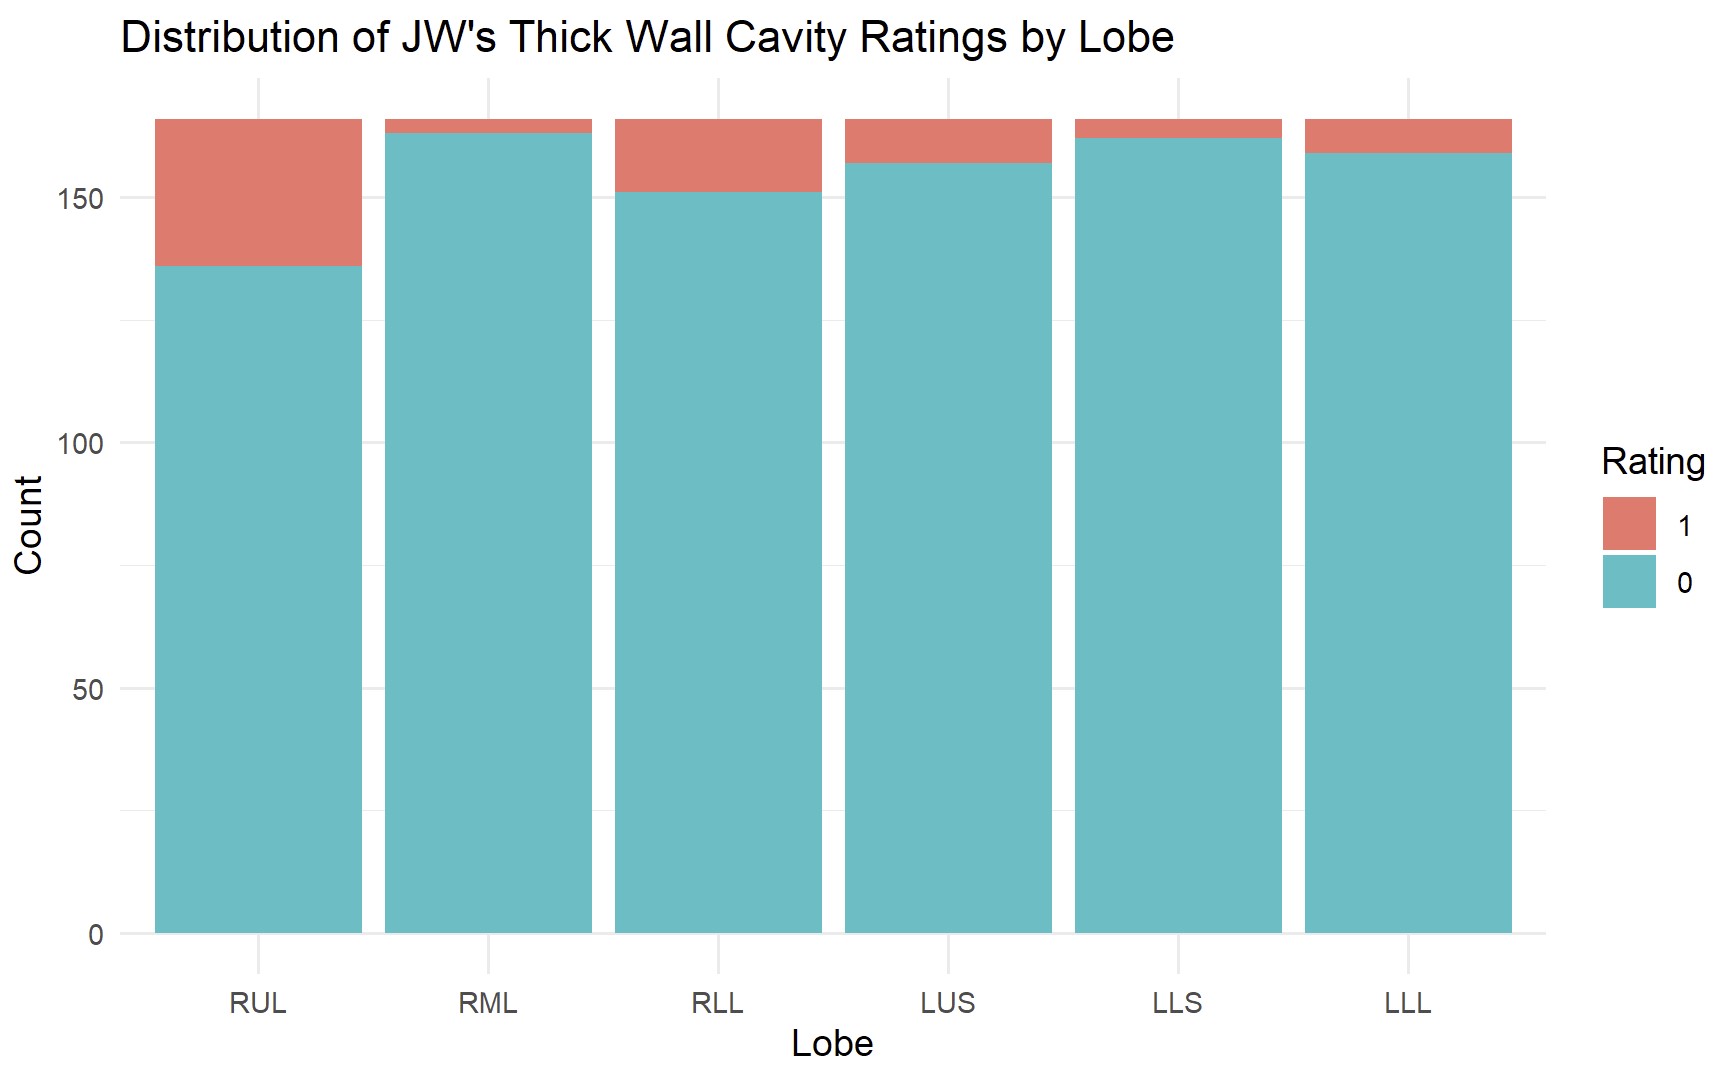 Distribution of JW's Thick Wall Cavity Ratings by Lobe
150
100
50
0
Count
RUL RML RLL LUS LLS LLL
Lobe
Rating
1
0